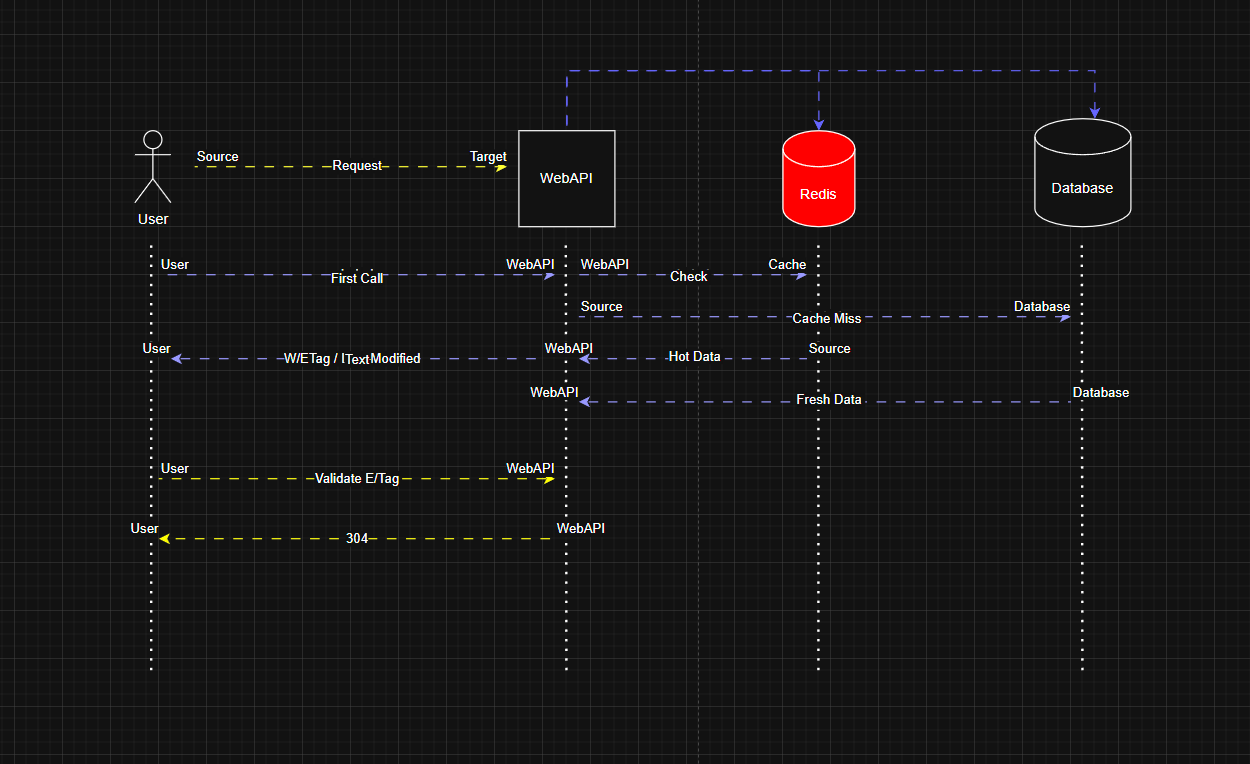 Source
Request
Target
WebAPI
Redis
Database
User
User
First Call
WebAPI
WebAPI
Check
Cache
Source
Cache Miss
Database
User
W/ETag / ITextModified
WebAPI
Hot Data
Source
WebAPI
Fresh Data
Database
User
Validate E/Tag
WebAPI
User
304
WebAPI